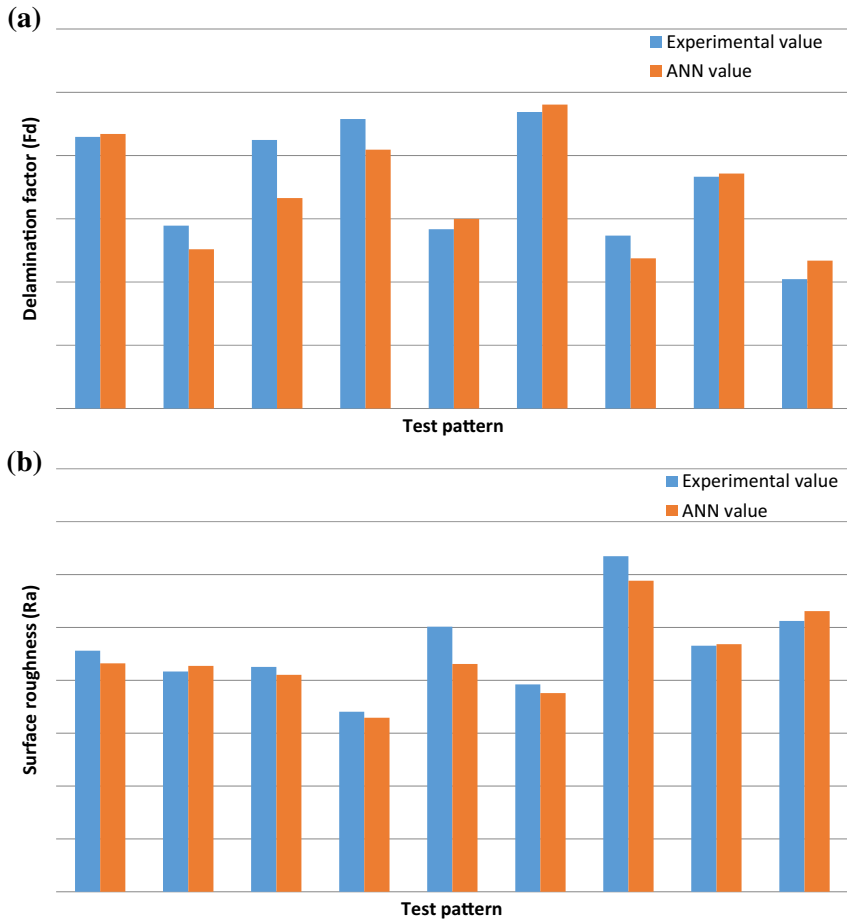 (a)
Experimental value
ANN value
Delamination factor (Fd)
Test pattern
(b)
Experimental value
ANN value
Surface roughness (Ra)
Test pattern